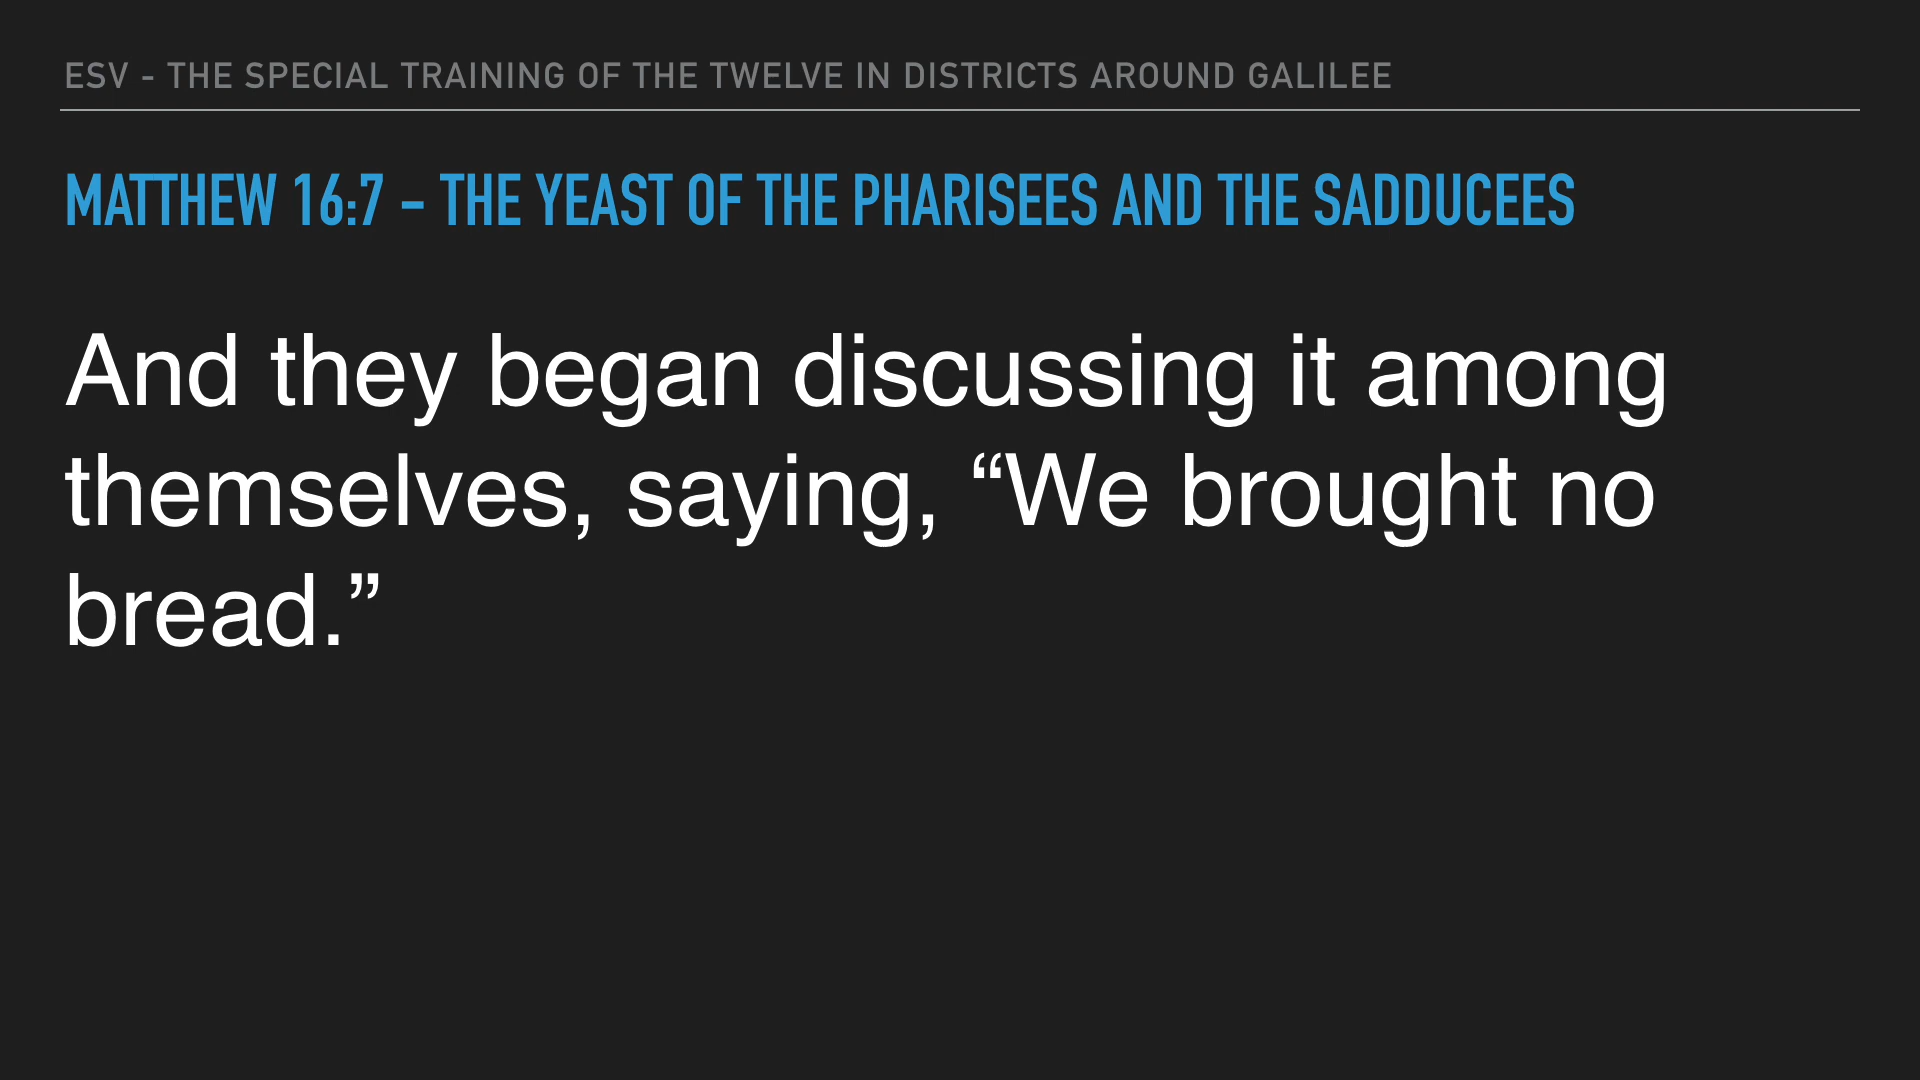 ESV - THE SPECIAL TRAINING OF THE TWELVE IN DISTRICTS AROUND GALILEE
MATTHEW 16:7 – THE YEAST OF THE PHARISEES AND THE SADDUCEES
And they began discussing it among
themselves, saying, “We brought no
bread.”